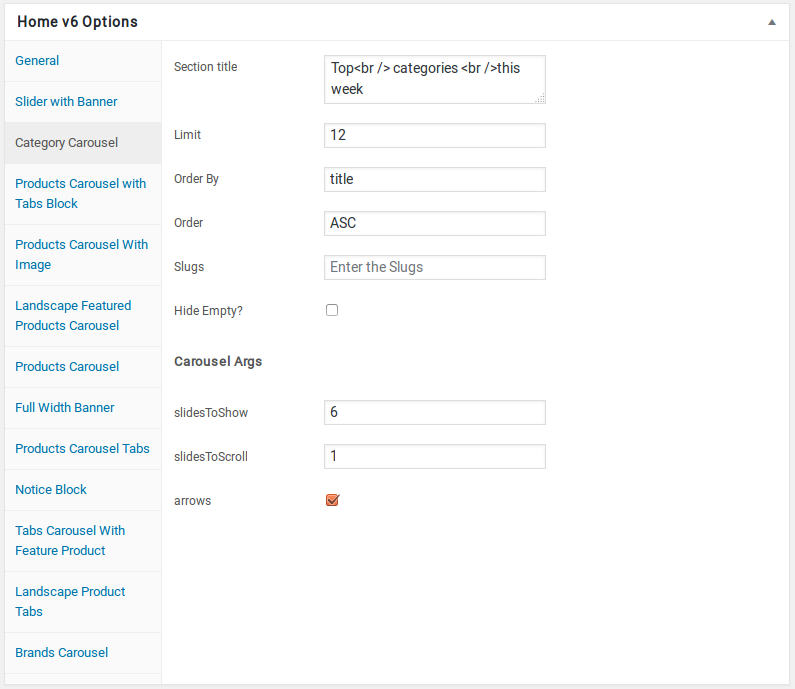 Home v6 Options
General
Slider with Banner
Category Carousel
Products Carousel with
Tabs Block
Products Carousel With
Image
Landscape Featured
Products Carousel
Products Carousel
Full Width Banner
Products Carousel Tabs
Notice Block
Tabs Carousel With
Feature Product
Landscape Product
Tabs
Brands Carousel
Section title
Top<br /> categories <br />this
week
Limit
12
Order By
title
Order
ASC
Slugs
Enter the Slugs
Hide Empty?
Carousel Args
slidesToShow
6
slidesToScroll
1
arrows